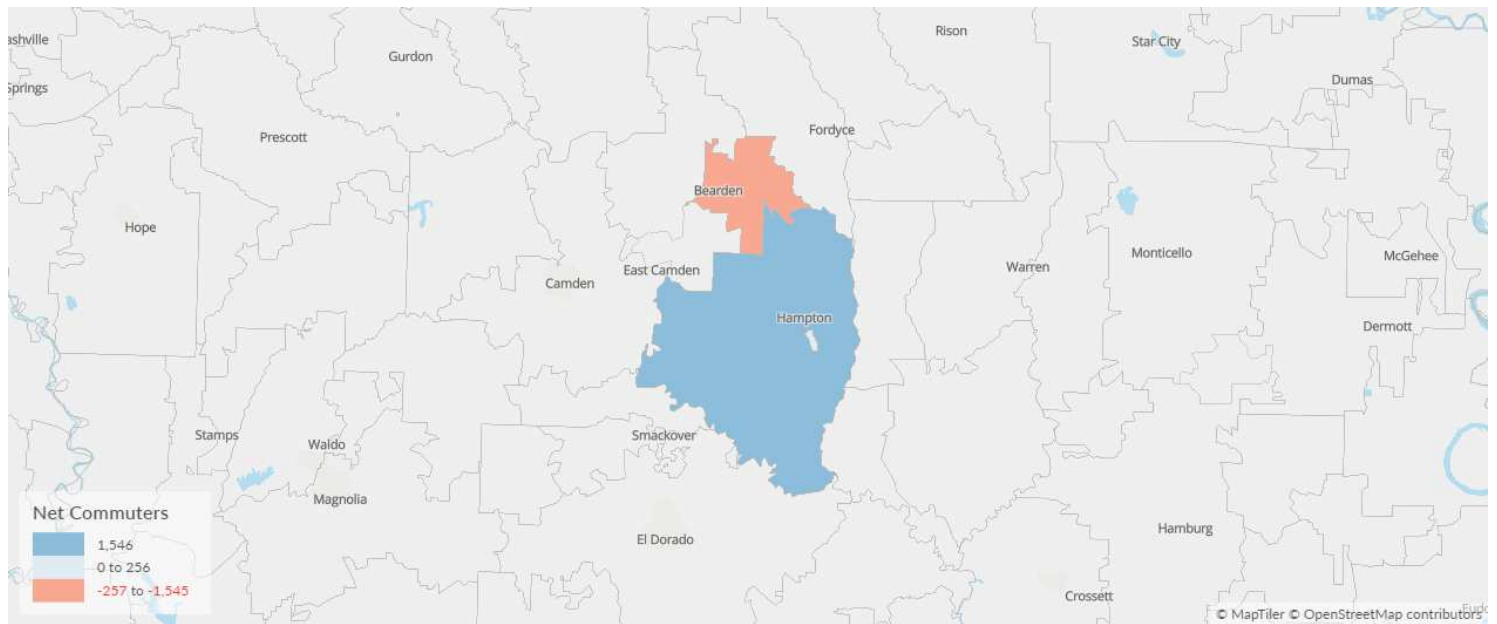 Rison
Star City
ashville
Gurdon
Springs
Dumas
Prescott
Fordyce
Bearden
Hope
Monticello
McGehee
Warren
East Camden
Camden
Hampton
Dermott
Stamps
Waldo
Smackover
Magnolia
El Dorado
Hamburg
Crossett
Net Commuters
1,546
0 to 256
-257 to -1,545
© MapTiler © OpenStreetMap contributors